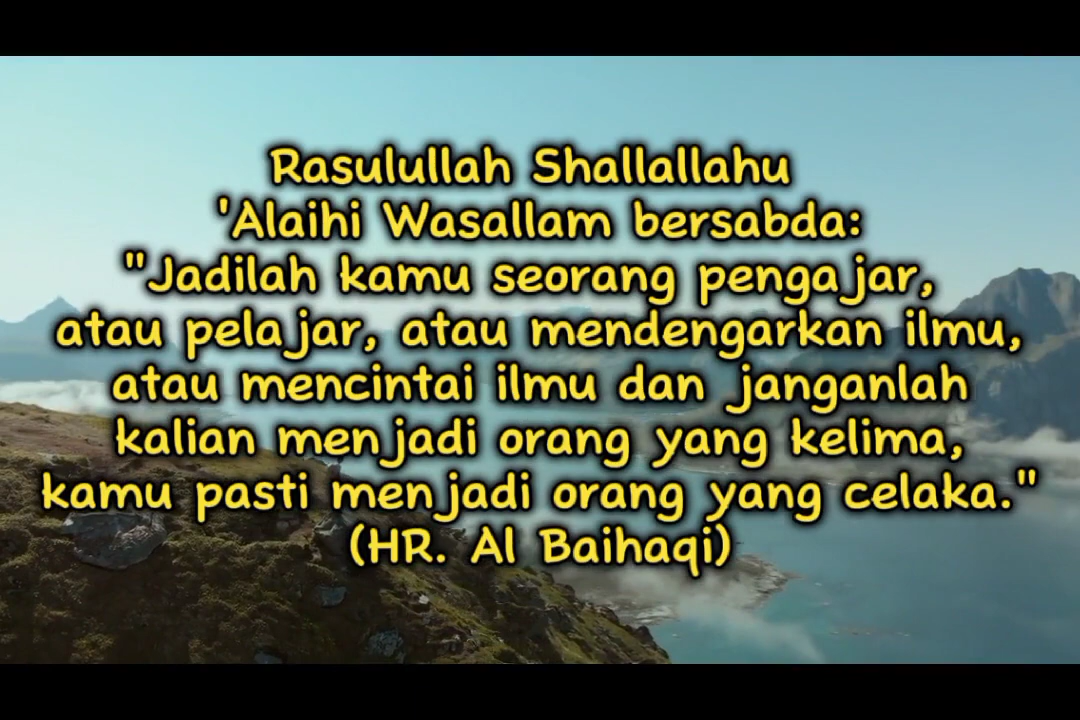 Rasulullah Shallallahu
'Alaihi Wasallam bersabda:
"Jadilah kamu seorang pengajar,
atau pelajar, atau mendengarkan ilmu,
atau mencintai ilmu dan janganlah
kalian menjadi orang yang kelima,
kamu pasti menjadi orang yang celaka."
(HR. Al Baihaqi)